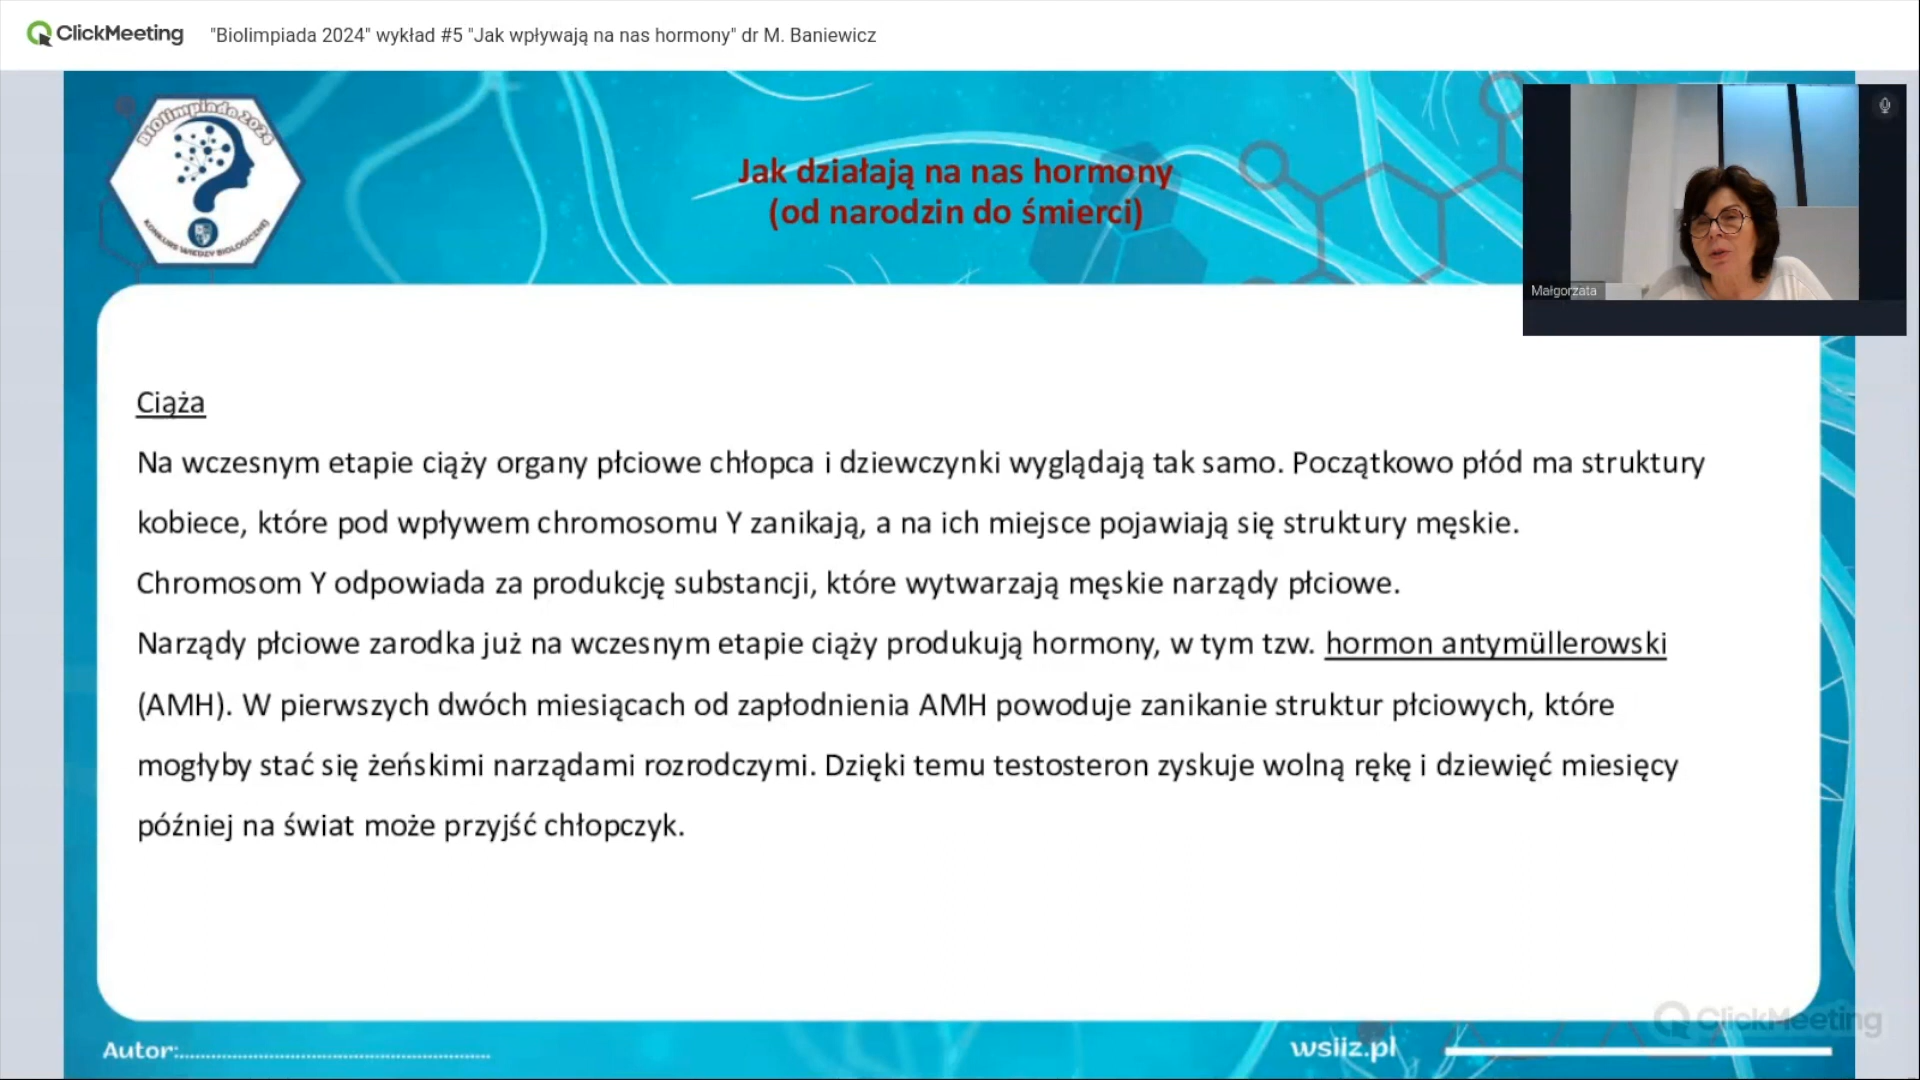 ClickMeeting "Biolimpiada 2024" wykład #5 "Jak wpływają na nas hormony" dr M. Baniewicz
BIOlimpiada 2024
KONKURS WIEDZY BIOLOGICZNEJ
Jak działają na nas hormony
(od narodzin do śmierci)
Małgorzata
Ciąża
Na wczesnym etapie ciąży organy płciowe chłopca i dziewczynki wyglądają tak samo. Początkowo płód ma struktury
kobiece, które pod wpływem chromosomu Y zanikają, a na ich miejsce pojawiają się struktury męskie.
Chromosom Y odpowiada za produkcję substancji, które wytwarzają męskie narządy płciowe.
Narządy płciowe zarodka już na wczesnym etapie ciąży produkują hormony, w tym tzw. hormon antymüllerowski
(AMH). W pierwszych dwóch miesiącach od zapłodnienia AMH powoduje zanikanie struktur płciowych, które
mogłyby stać się żeńskimi narządami rozrodczymi. Dzięki temu testosteron zyskuje wolną rękę i dziewięć miesięcy
później na świat może przyjść chłopczyk.
ClickMeeting
Autor:....................................................
wsiiz.pl